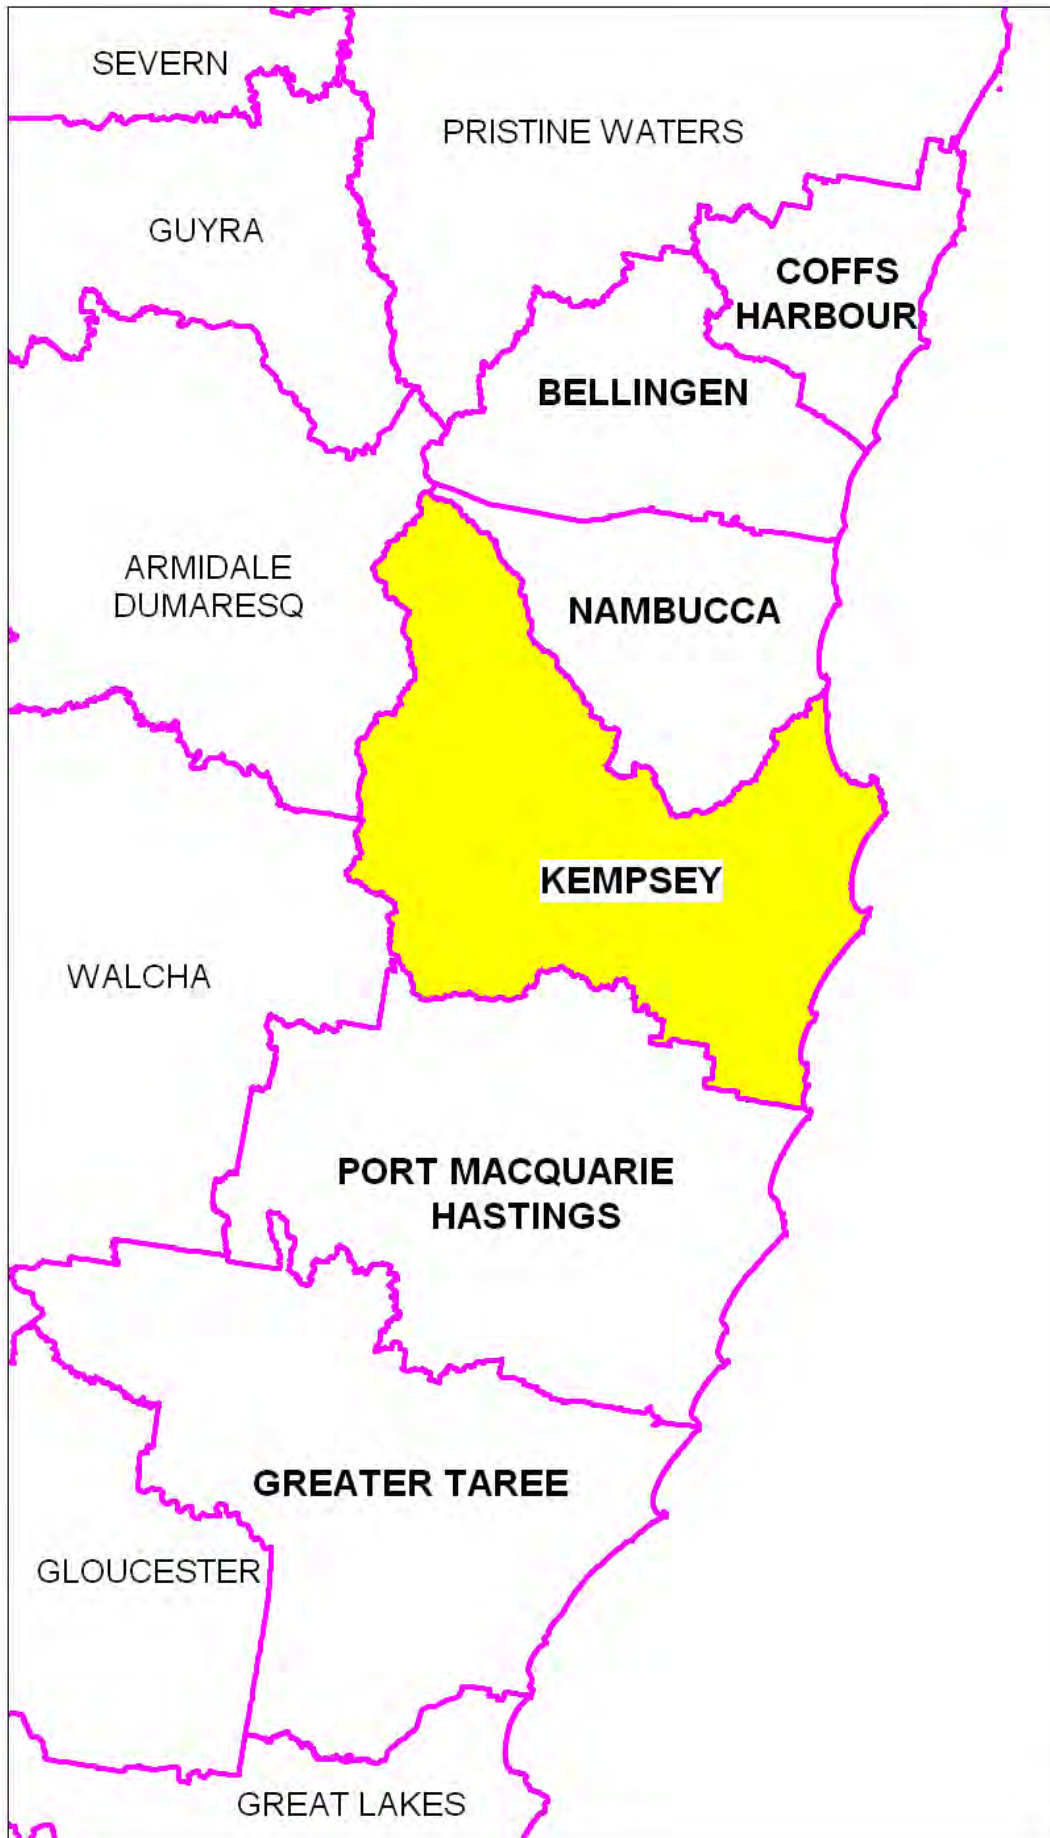 SEVERN
PRISTINE WATERS
GUYRA
COFFS
HARBOUR
BELLINGEN
ARMIDALE
DUMARESQ
NAMBUCCA
KEMPSEY
WALCHA
PORT MACQUARIE
HASTINGS
GREATER TAREE
GLOUCESTER
GREAT LAKES